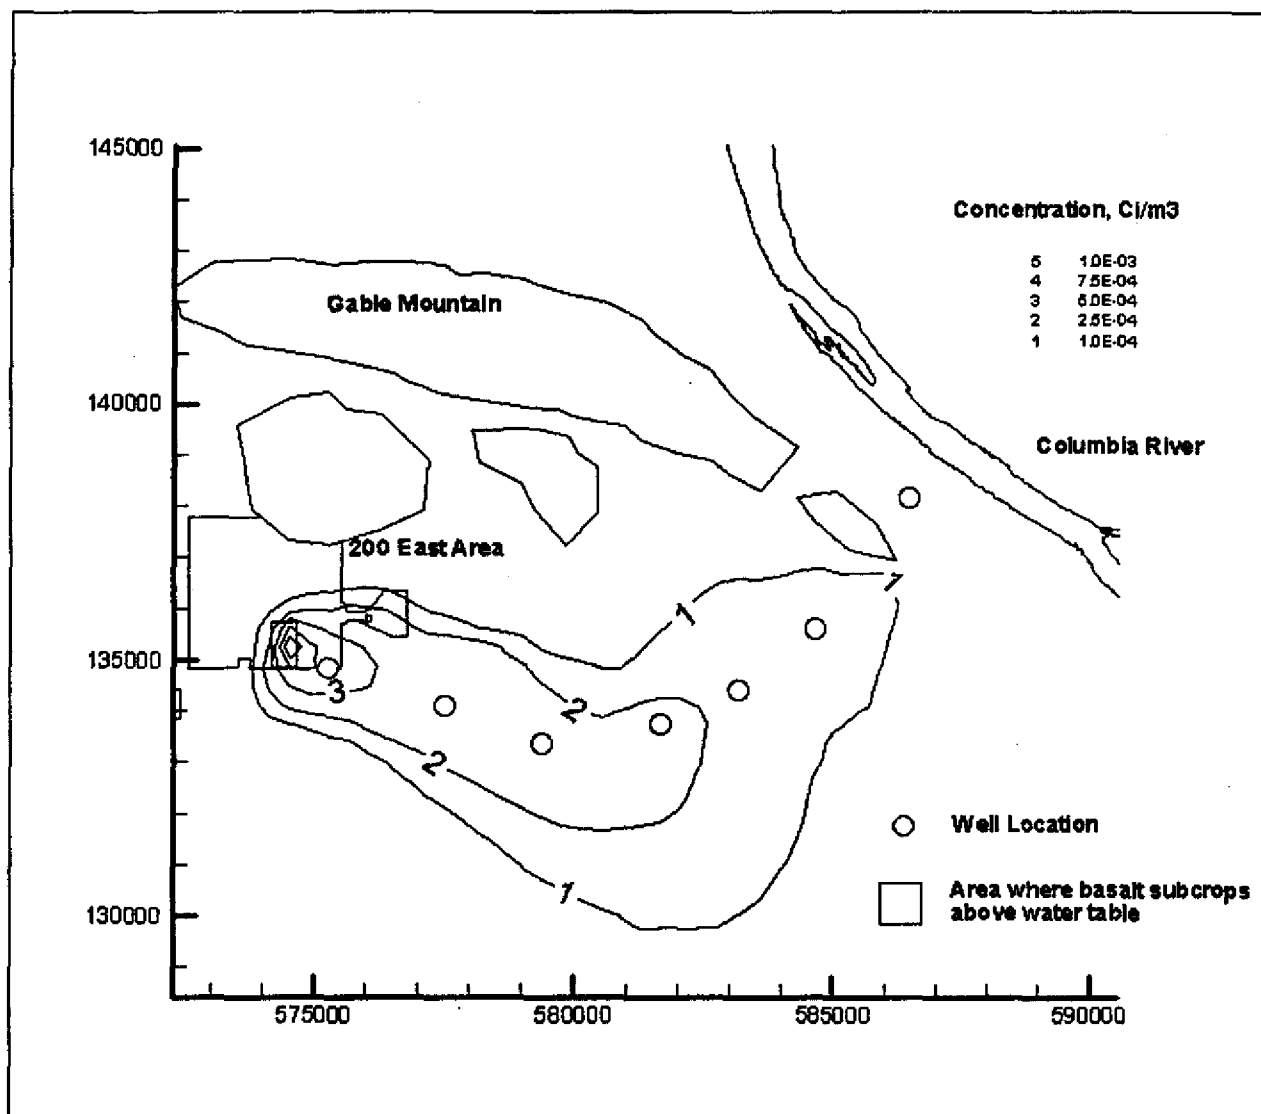 145000
Concentration, Ci/m3
5 1.0E-03
4 7.5E-04
3 5.0E-04
2 2.5E-04
1 1.0E-04
Gable Mountain
140000
Columbia River
200 East Area
1
1
135000
3
2
2
Well Location
1
Area where basalt subcrops
above water table
130000
575000
580000
585000
590000